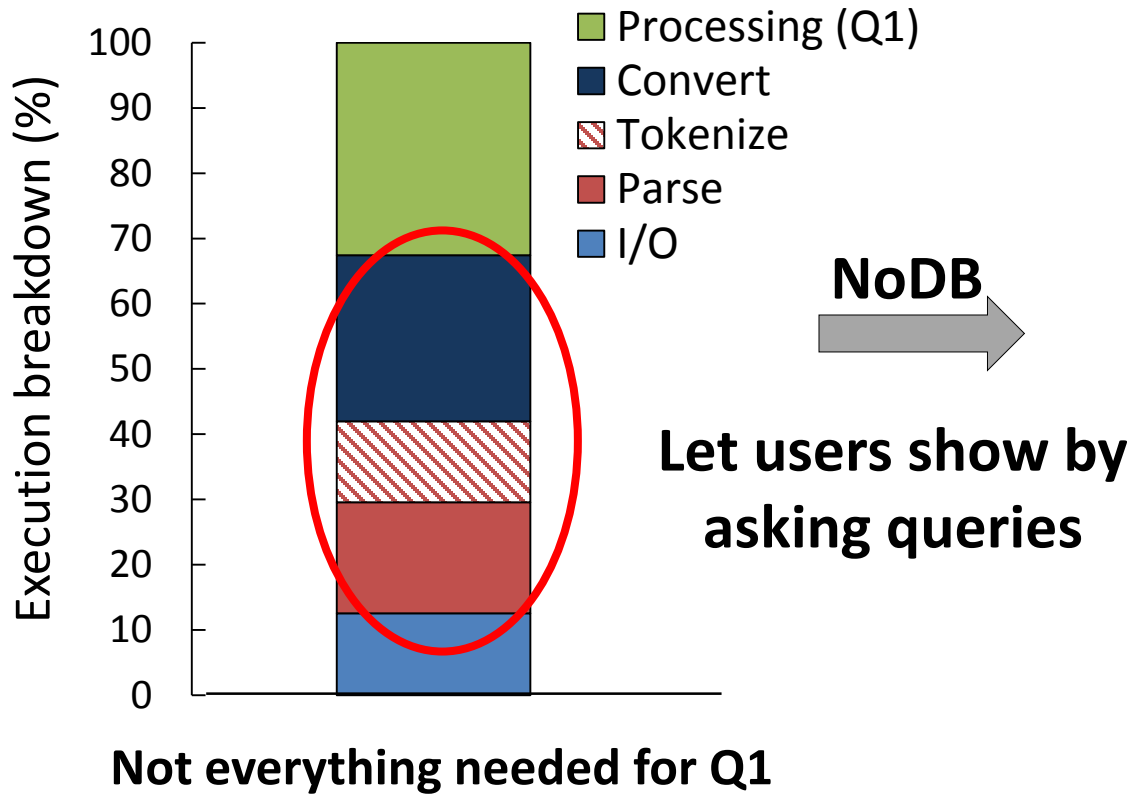 Processing (Q1)
Convert
Tokenize
Parse
I/O
Execution breakdown (%)
100
90
80
70
60
50
40
30
20
10
0
NoDB
Let users show by
asking queries
Not everything needed for Q1